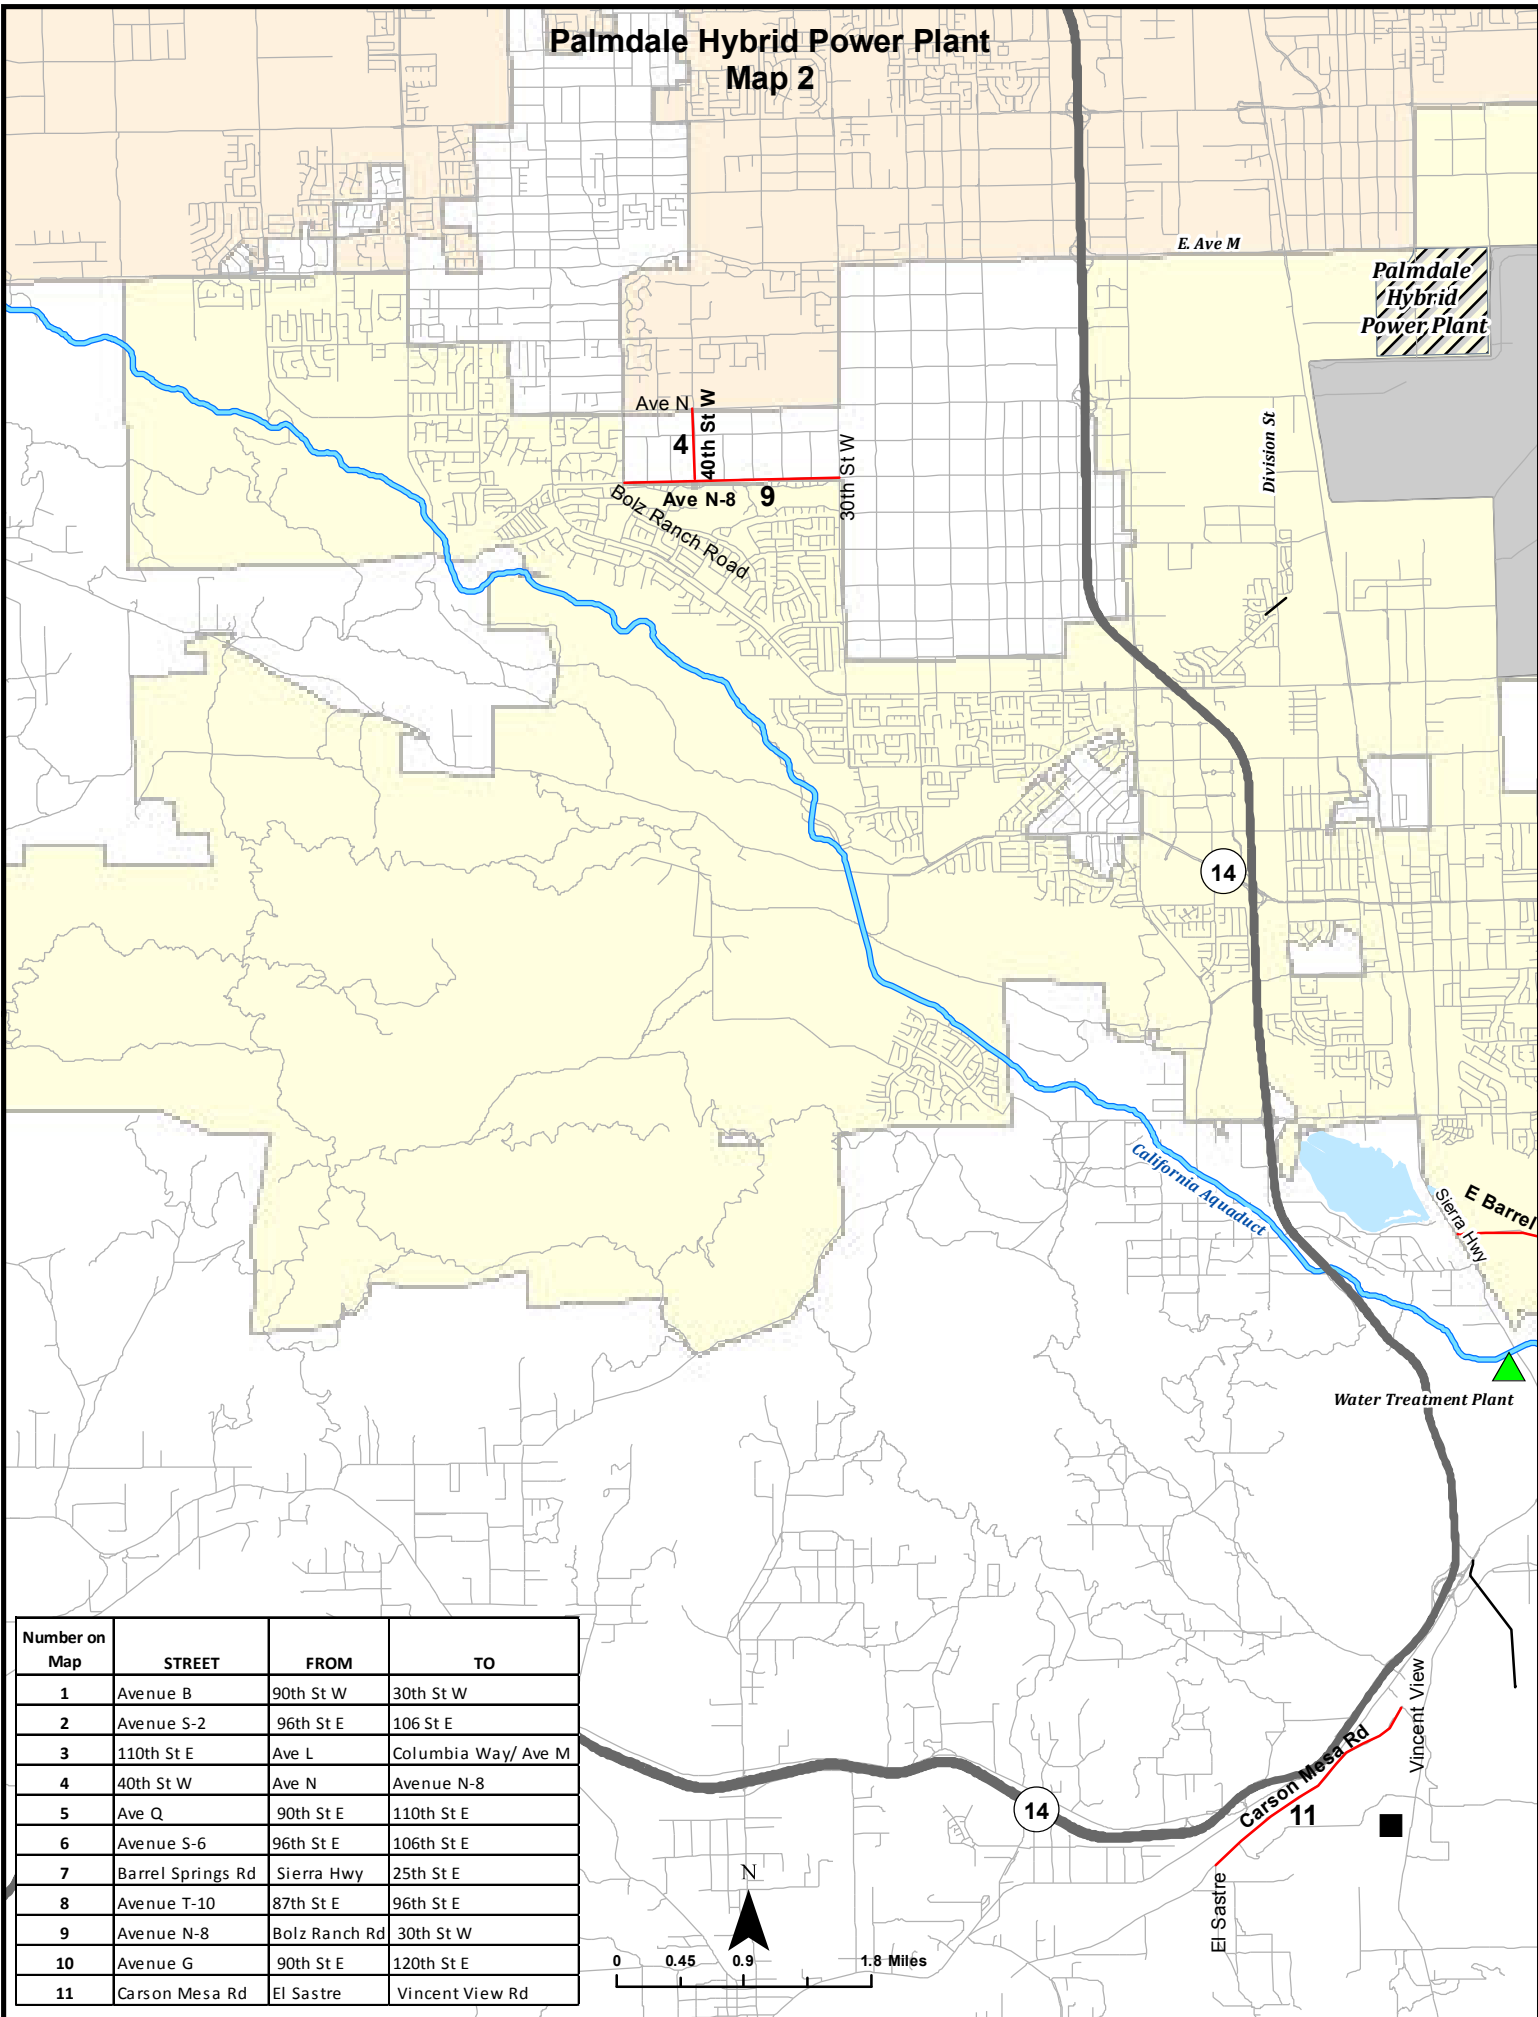 Palmdale Hybrid Power Plant
Map 2
E. Ave M
Palmdale
Hybrid
Power Plant
Ave N
40th St W
4
Ave N-8
9
30th St W
Bolz Ranch Road
Division St
14
California Aquaduct
Sierra Hwy
E Barrel
Water Treatment Plant
Vincent View
Carson Mesa Rd
11
El Sastre
14
N
0 0.45 0.9 1.8 Miles
Number on Map STREET FROM TO
1 Avenue B 90th St W 30th St W
2 Avenue S-2 96th St E 106 St E
3 110th St E Ave L Columbia Way/ Ave M
4 40th St W Ave N Avenue N-8
5 Ave Q 90th St E 110th St E
6 Avenue S-6 96th St E 106th St E
7 Barrel Springs Rd Sierra Hwy 25th St E
8 Avenue T-10 87th St E 96th St E
9 Avenue N-8 Bolz Ranch Rd 30th St W
10 Avenue G 90th St E 120th St E
11 Carson Mesa Rd El Sastre Vincent View Rd